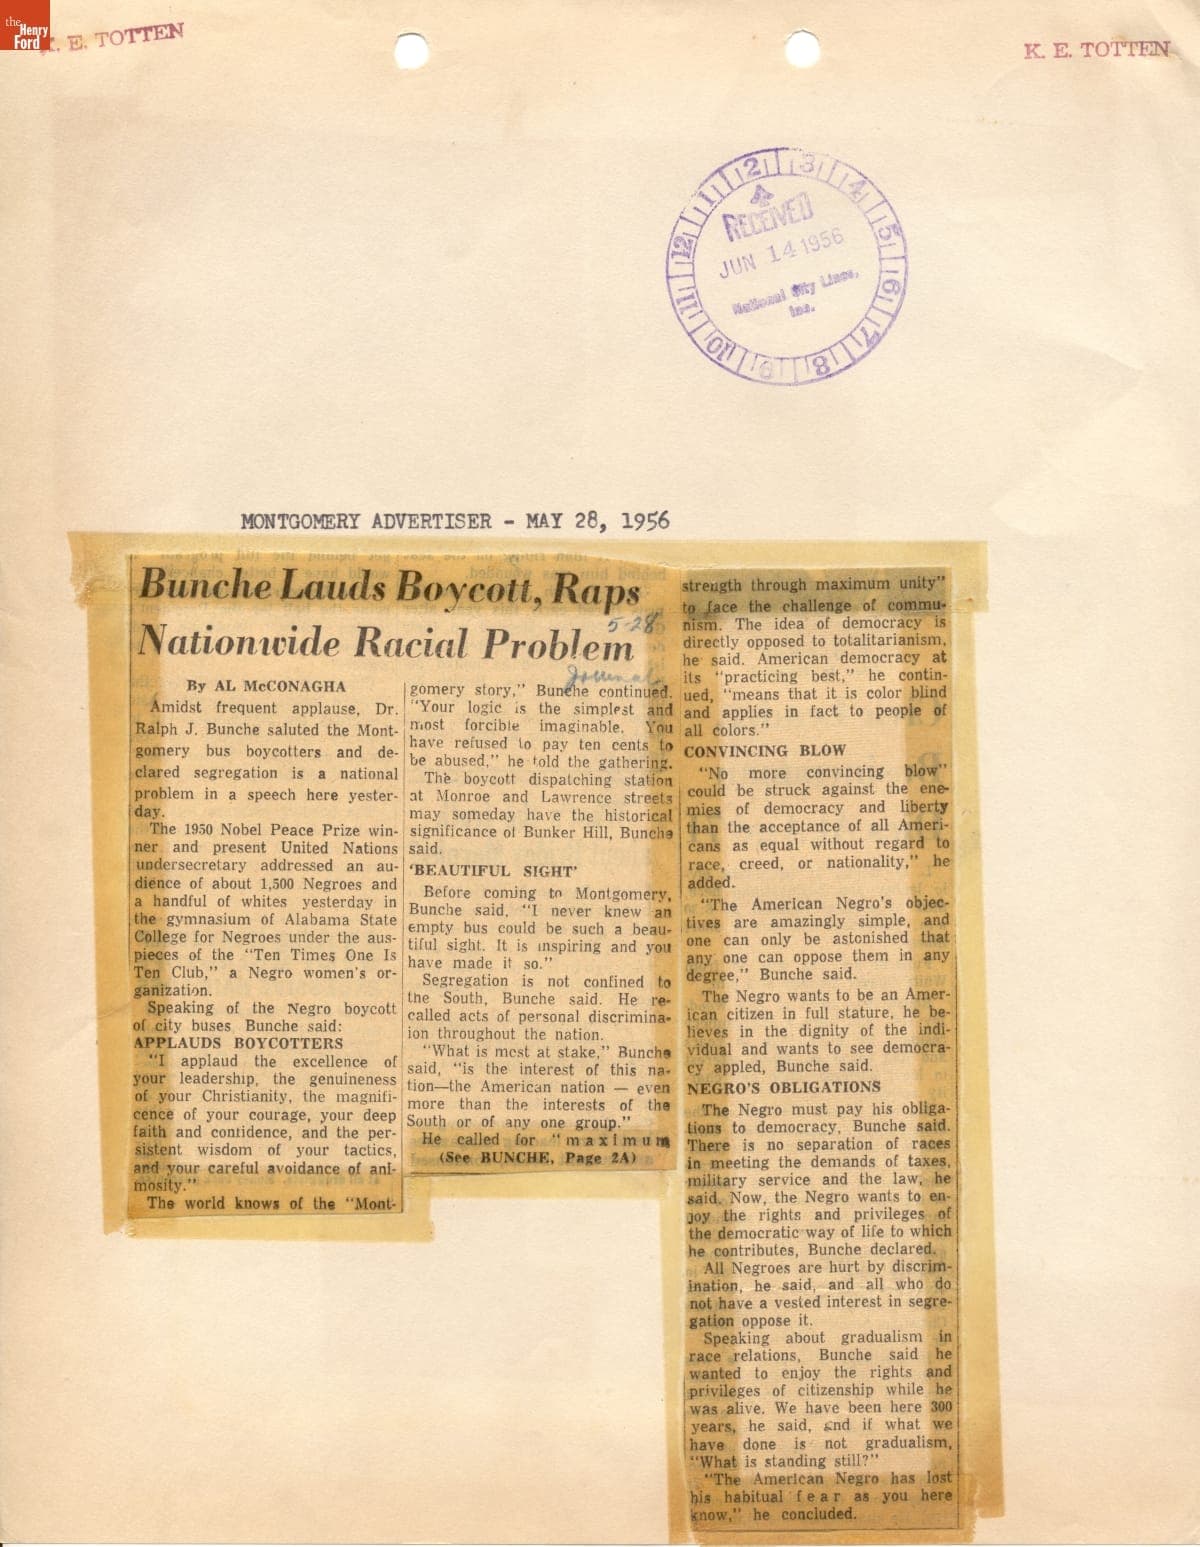 the
Henry
Ford
K. E. TOTTEN
K. E. TOTTEN
12 1 2 3 4 5 6 7 8 9 10 11
RECEIVED
JUN 14 1956
National City Lines,
Inc.
MONTGOMERY ADVERTISER - MAY 28, 1956
Bunche Lauds Boycott, Raps
Nationwide Racial Problem
5-28
Journal
By AL McCONAGHA
Amidst frequent applause, Dr.
Ralph J. Bunche saluted the Mont-
gomery bus boycotters and de-
clared segregation is a national
problem in a speech here yester-
day.
The 1950 Nobel Peace Prize win-
ner and present United Nations
undersecretary addressed an au-
dience of about 1,500 Negroes and
a handful of whites yesterday in
the gymnasium of Alabama State
College for Negroes under the aus-
pieces of the "Ten Times One Is
Ten Club," a Negro women's or-
ganization.
Speaking of the Negro boycott
of city buses, Bunche said:
APPLAUDS BOYCOTTERS
"I applaud the excellence of
your leadership, the genuineness
of your Christianity, the magnifi-
cence of your courage, your deep
faith and contidence, and the per-
sistent wisdom of your tactics,
and your careful avoidance of ani-
mosity."
The world knows of the "Mont-
gomery story," Bunche continued.
"Your logic is the simplest and
most forcible imaginable. You
have refused to pay ten cents to
be abused," he told the gathering.
The boycott dispatching station
at Monroe and Lawrence streets
may someday have the historical
significance of Bunker Hill, Bunche
said.
'BEAUTIFUL SIGHT'
Before coming to Montgomery,
Bunche said, "I never knew an
empty bus could be such a beau-
tiful sight. It is inspiring and you
have made it so."
Segregation is not confined to
the South, Bunche said. He re-
called acts of personal discrimina-
ion throughout the nation.
"What is most at stake," Bunche
said, "is the interest of this na-
tion—the American nation — even
more than the interests of the
South or of any one group."
He called for "maximum
(See BUNCHE, Page 2A)
strength through maximum unity"
to face the challenge of commu-
nism. The idea of democracy is
directly opposed to totalitarianism,
he said. American democracy at
its "practicing best," he contin-
ued, "means that it is color blind
and applies in fact to people of
all colors."
CONVINCING BLOW
"No more convincing blow"
could be struck against the ene-
mies of democracy and liberty
than the acceptance of all Ameri-
cans as equal without regard to
race, creed, or nationality," he
added.
"The American Negro's objec-
tives are amazingly simple, and
one can only be astonished that
any one can oppose them in any
degree," Bunche said.
The Negro wants to be an Amer-
ican citizen in full stature, he be-
lieves in the dignity of the indi-
vidual and wants to see democra-
cy appled, Bunche said.
NEGRO'S OBLIGATIONS
The Negro must pay his obliga-
tions to democracy, Bunche said.
There is no separation of races
in meeting the demands of taxes,
military service and the law, he
said. Now, the Negro wants to en-
joy the rights and privileges of
the democratic way of life to which
he contributes, Bunche declared.
All Negroes are hurt by discrim-
ination, he said, and all who do
not have a vested interest in segre-
gation oppose it.
Speaking about gradualism in
race relations, Bunche said he
wanted to enjoy the rights and
privileges of citizenship while he
was alive. We have been here 300
years, he said, and if what we
have done is not gradualism,
"What is standing still?"
"The American Negro has lost
his habitual fear as you here
know," he concluded.